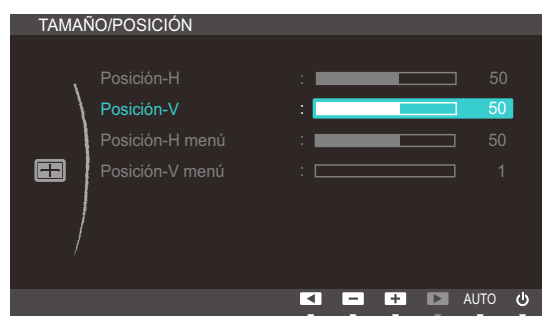 TAMAÑO/POSICIÓN
Posición-H : 50
Posición-V : 50
Posición-H menú : 50
Posición-V menú : 1
AUTO